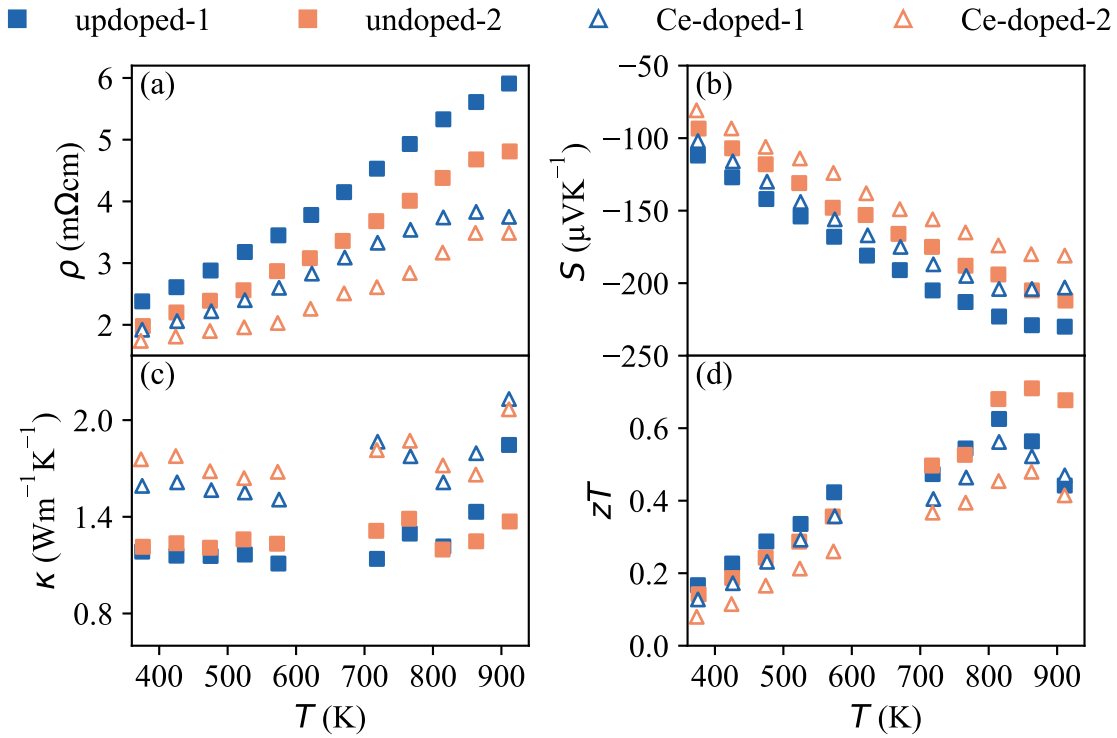 updoped-1 undoped-2 Ce-doped-1 Ce-doped-2
(a)
6
5
4
3
2
ρ (mΩcm)
(b)
−50
−100
−150
−200
−250
S (μVK⁻¹)
(c)
2.0
1.4
0.8
κ (Wm⁻¹K⁻¹)
400 500 600 700 800 900
T (K)
(d)
0.6
0.4
0.2
0.0
zT
400 500 600 700 800 900
T (K)